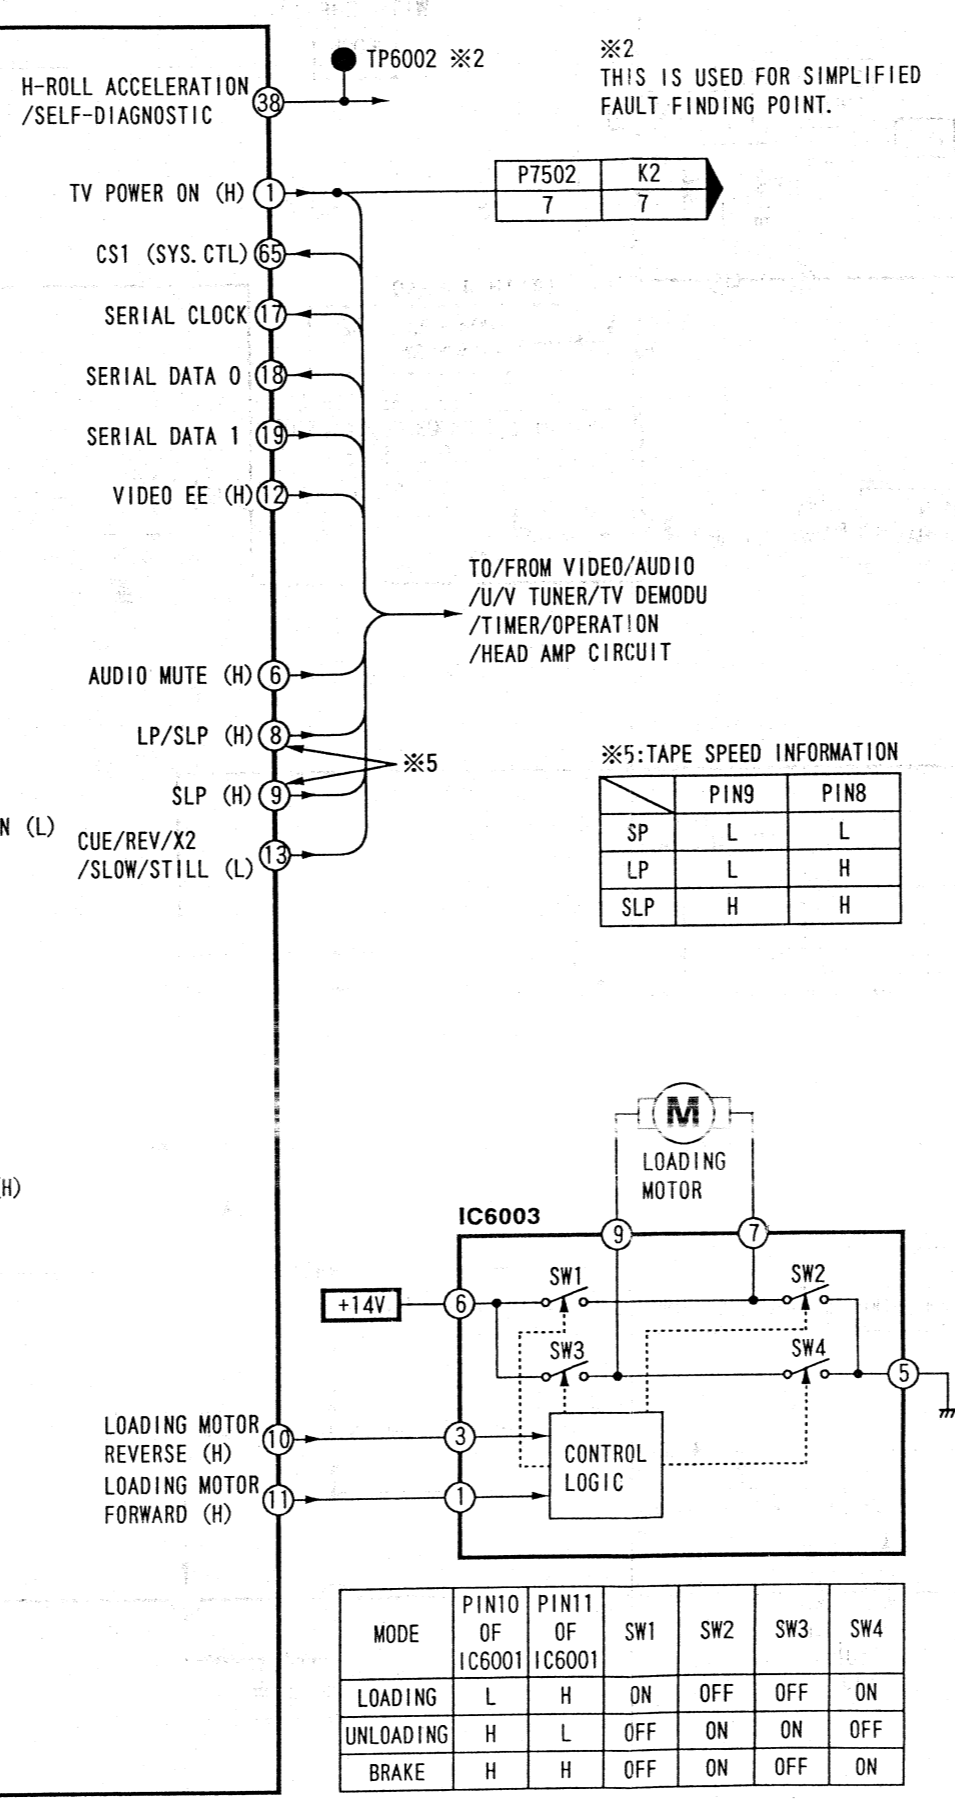 H-ROLL ACCELERATION
/SELF-DIAGNOSTIC
38
TP6002 ※2
※2
THIS IS USED FOR SIMPLIFIED
FAULT FINDING POINT.
TV POWER ON (H)
1
P7502 K2
7 7
CS1 (SYS.CTL)
65
SERIAL CLOCK
17
SERIAL DATA 0
18
SERIAL DATA 1
19
VIDEO EE (H)
12
TO/FROM VIDEO/AUDIO
/U/V TUNER/TV DEMODU
/TIMER/OPERATION
/HEAD AMP CIRCUIT
AUDIO MUTE (H)
6
LP/SLP (H)
8
※5
SLP (H)
9
N (L)
CUE/REV/X2
/SLOW/STILL (L)
13
※5:TAPE SPEED INFORMATION
PIN9 PIN8
SP L L
LP L H
SLP H H
(H)
M
LOADING
MOTOR
IC6003
9
7
+14V
6
SW1
SW2
SW3
SW4
5
LOADING MOTOR
REVERSE (H)
10
3
LOADING MOTOR
FORWARD (H)
11
1
CONTROL
LOGIC
MODE PIN10 OF IC6001 PIN11 OF IC6001 SW1 SW2 SW3 SW4
LOADING L H ON OFF OFF ON
UNLOADING H L OFF ON ON OFF
BRAKE H H OFF ON OFF ON